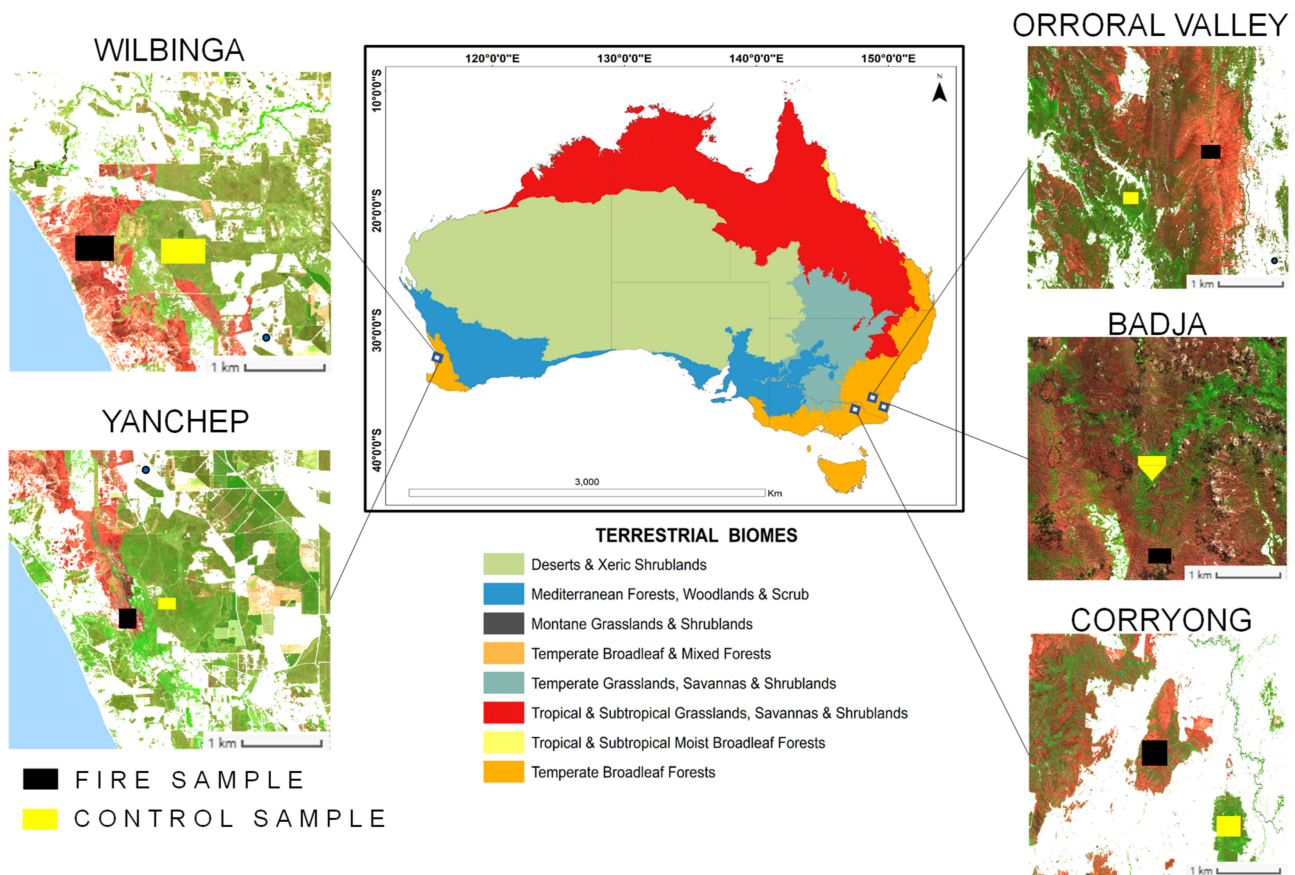 WILBINGA
1 km
YANCHEP
1 km
FIRE SAMPLE
CONTROL SAMPLE
120°0'0"E
130°0'0"E
140°0'0"E
150°0'0"E
10°0'0"S
20°0'0"S
30°0'0"S
40°0'0"S
N
3,000
Km
TERRESTRIAL BIOMES
Deserts & Xeric Shrublands
Mediterranean Forests, Woodlands & Scrub
Montane Grasslands & Shrublands
Temperate Broadleaf & Mixed Forests
Temperate Grasslands, Savannas & Shrublands
Tropical & Subtropical Grasslands, Savannas & Shrublands
Tropical & Subtropical Moist Broadleaf Forests
Temperate Broadleaf Forests
ORRORAL VALLEY
1 km
BADJA
1 km
CORRYONG
1 km